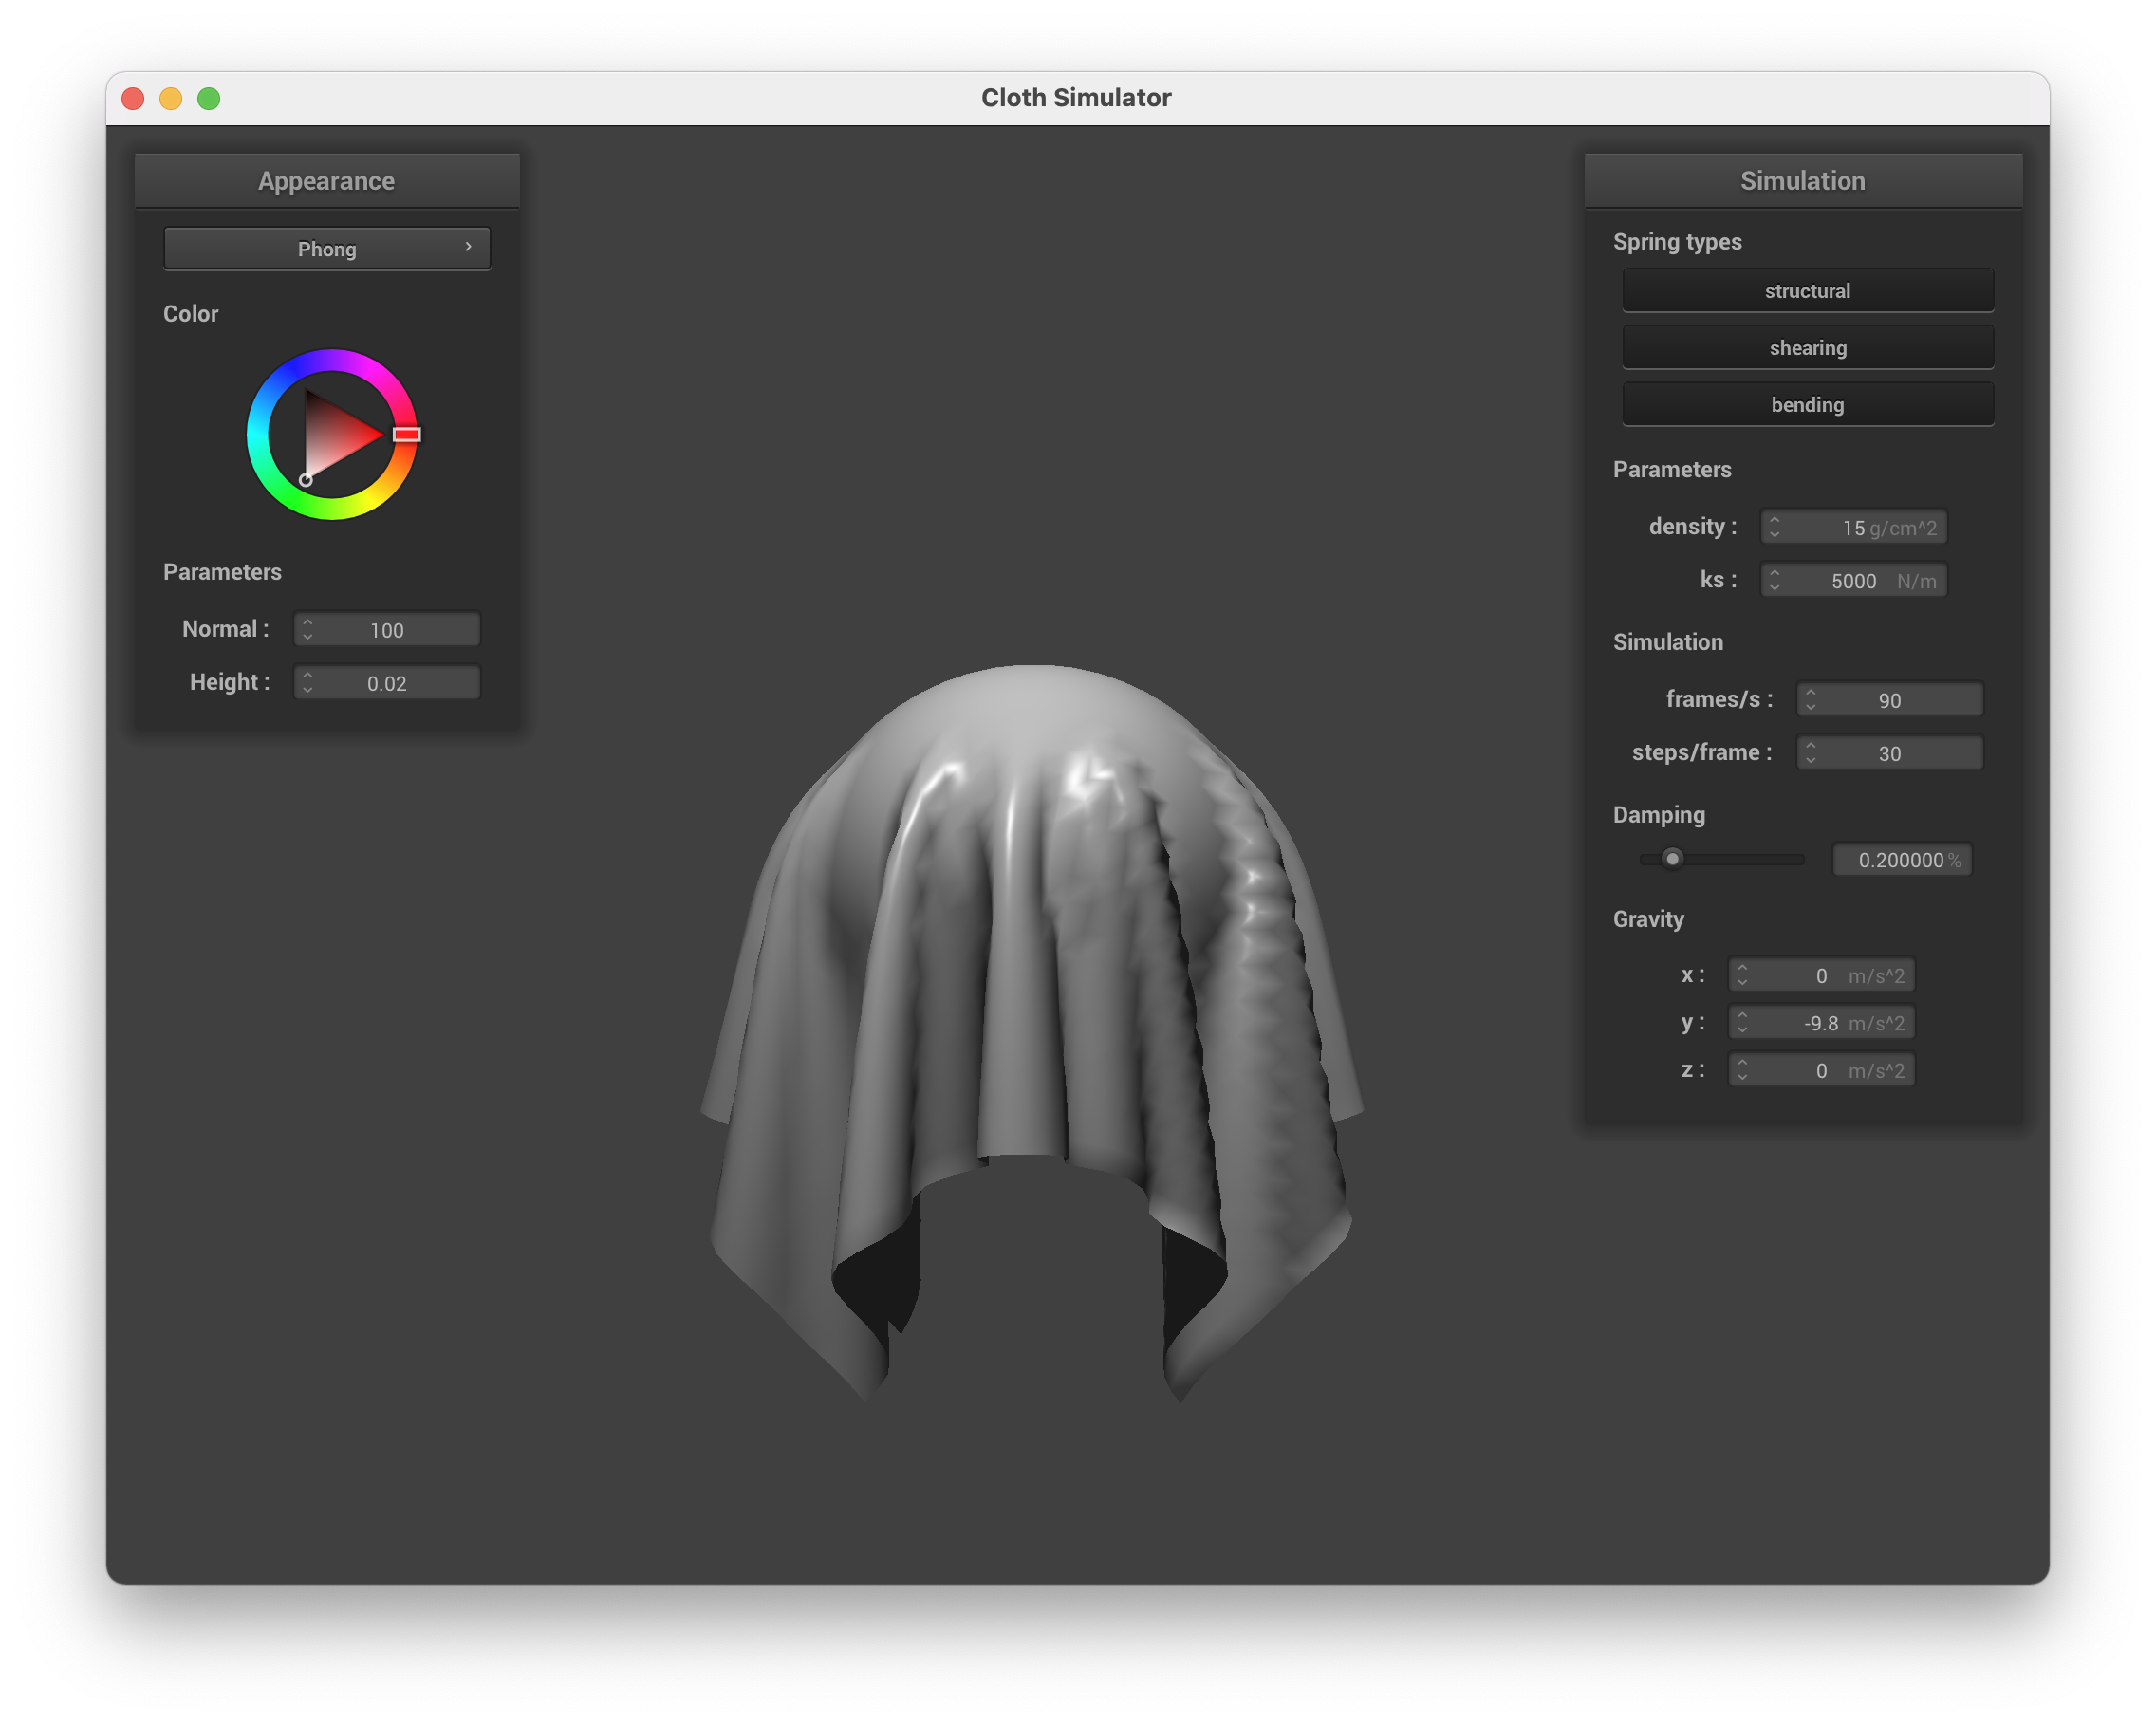 Cloth Simulator
Appearance
Phong
Color
Parameters
Normal : 100
Height : 0.02
Simulation
Spring types
structural
shearing
bending
Parameters
density : 15 g/cm^2
ks : 5000 N/m
Simulation
frames/s : 90
steps/frame : 30
Damping
0.200000 %
Gravity
x : 0 m/s^2
y : -9.8 m/s^2
z : 0 m/s^2